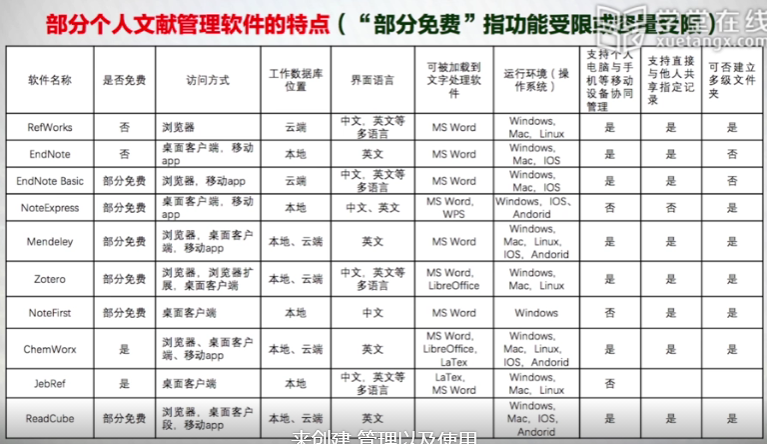 部分个人文献管理软件的特点（“部分免费”指功能受限或
学堂在线
xuetangx.com
软件名称 是否免费 访问方式 工作数据库位置 界面语言 可被加载到文字处理软件 运行环境（操作系统） 支持个人电脑与手机等移动设备协同管理 支持直接与他人共享指定记录 可否建立多级文件夹
RefWorks 否 浏览器 云端 中文、英文等多语言 MS Word Windows, Mac, Linux 是 是 是
EndNote 否 桌面客户端，移动app 本地 英文 MS Word Windows, Mac, IOS 是 是 否
EndNote Basic 部分免费 浏览器，移动app 云端 中文、英文等多语言 MS Word Windows, Mac, IOS 是 是 否
NoteExpress 部分免费 桌面客户端，移动app 本地 中文、英文 MS Word, WPS Windows, IOS、Andorid 否 否 是
Mendeley 部分免费 浏览器，桌面客户端，移动app 本地、云端 英文 MS Word Windows, Mac, Linux, IOS, Andorid 是 是 是
Zotero 部分免费 浏览器，浏览器扩展、桌面客户端 本地、云端 中文，英文等多语言 MS Word, LibreOffice Windows, Mac, Linux 是 是 是
NoteFirst 部分免费 桌面客户端 本地 中文 MS Word Windows 否 是 是
ChemWorx 是 浏览器、桌面客户端、移动app 本地、云端 英文 MS Word, LibreOffice, LaTex Windows, Mac, Linux, IOS, Andorid 是 是 是
JebRef 是 桌面客户端 本地 中文、英文等多语言 LaTex, MS Word Windows, Mac, Linux 否
ReadCube 部分免费 浏览器，桌面客户段，移动app 本地、云端 英文 Windows, Mac, IOS, Andorid 是 是 是
来创建 管理以及使用